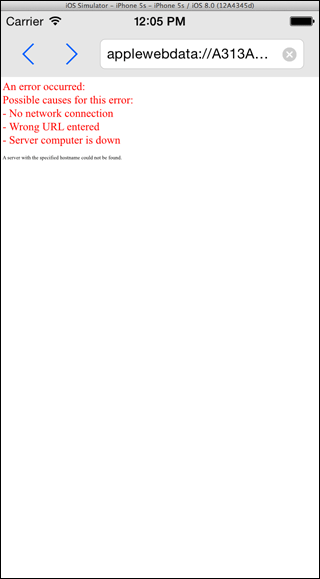 iOS Simulator - iPhone 5s - iPhone 5s / iOS 8.0 (12A4345d)
Carrier 12:05 PM
applewebdata://A313A...
An error occurred:
Possible causes for this error:
- No network connection
- Wrong URL entered
- Server computer is down
A server with the specified hostname could not be found.